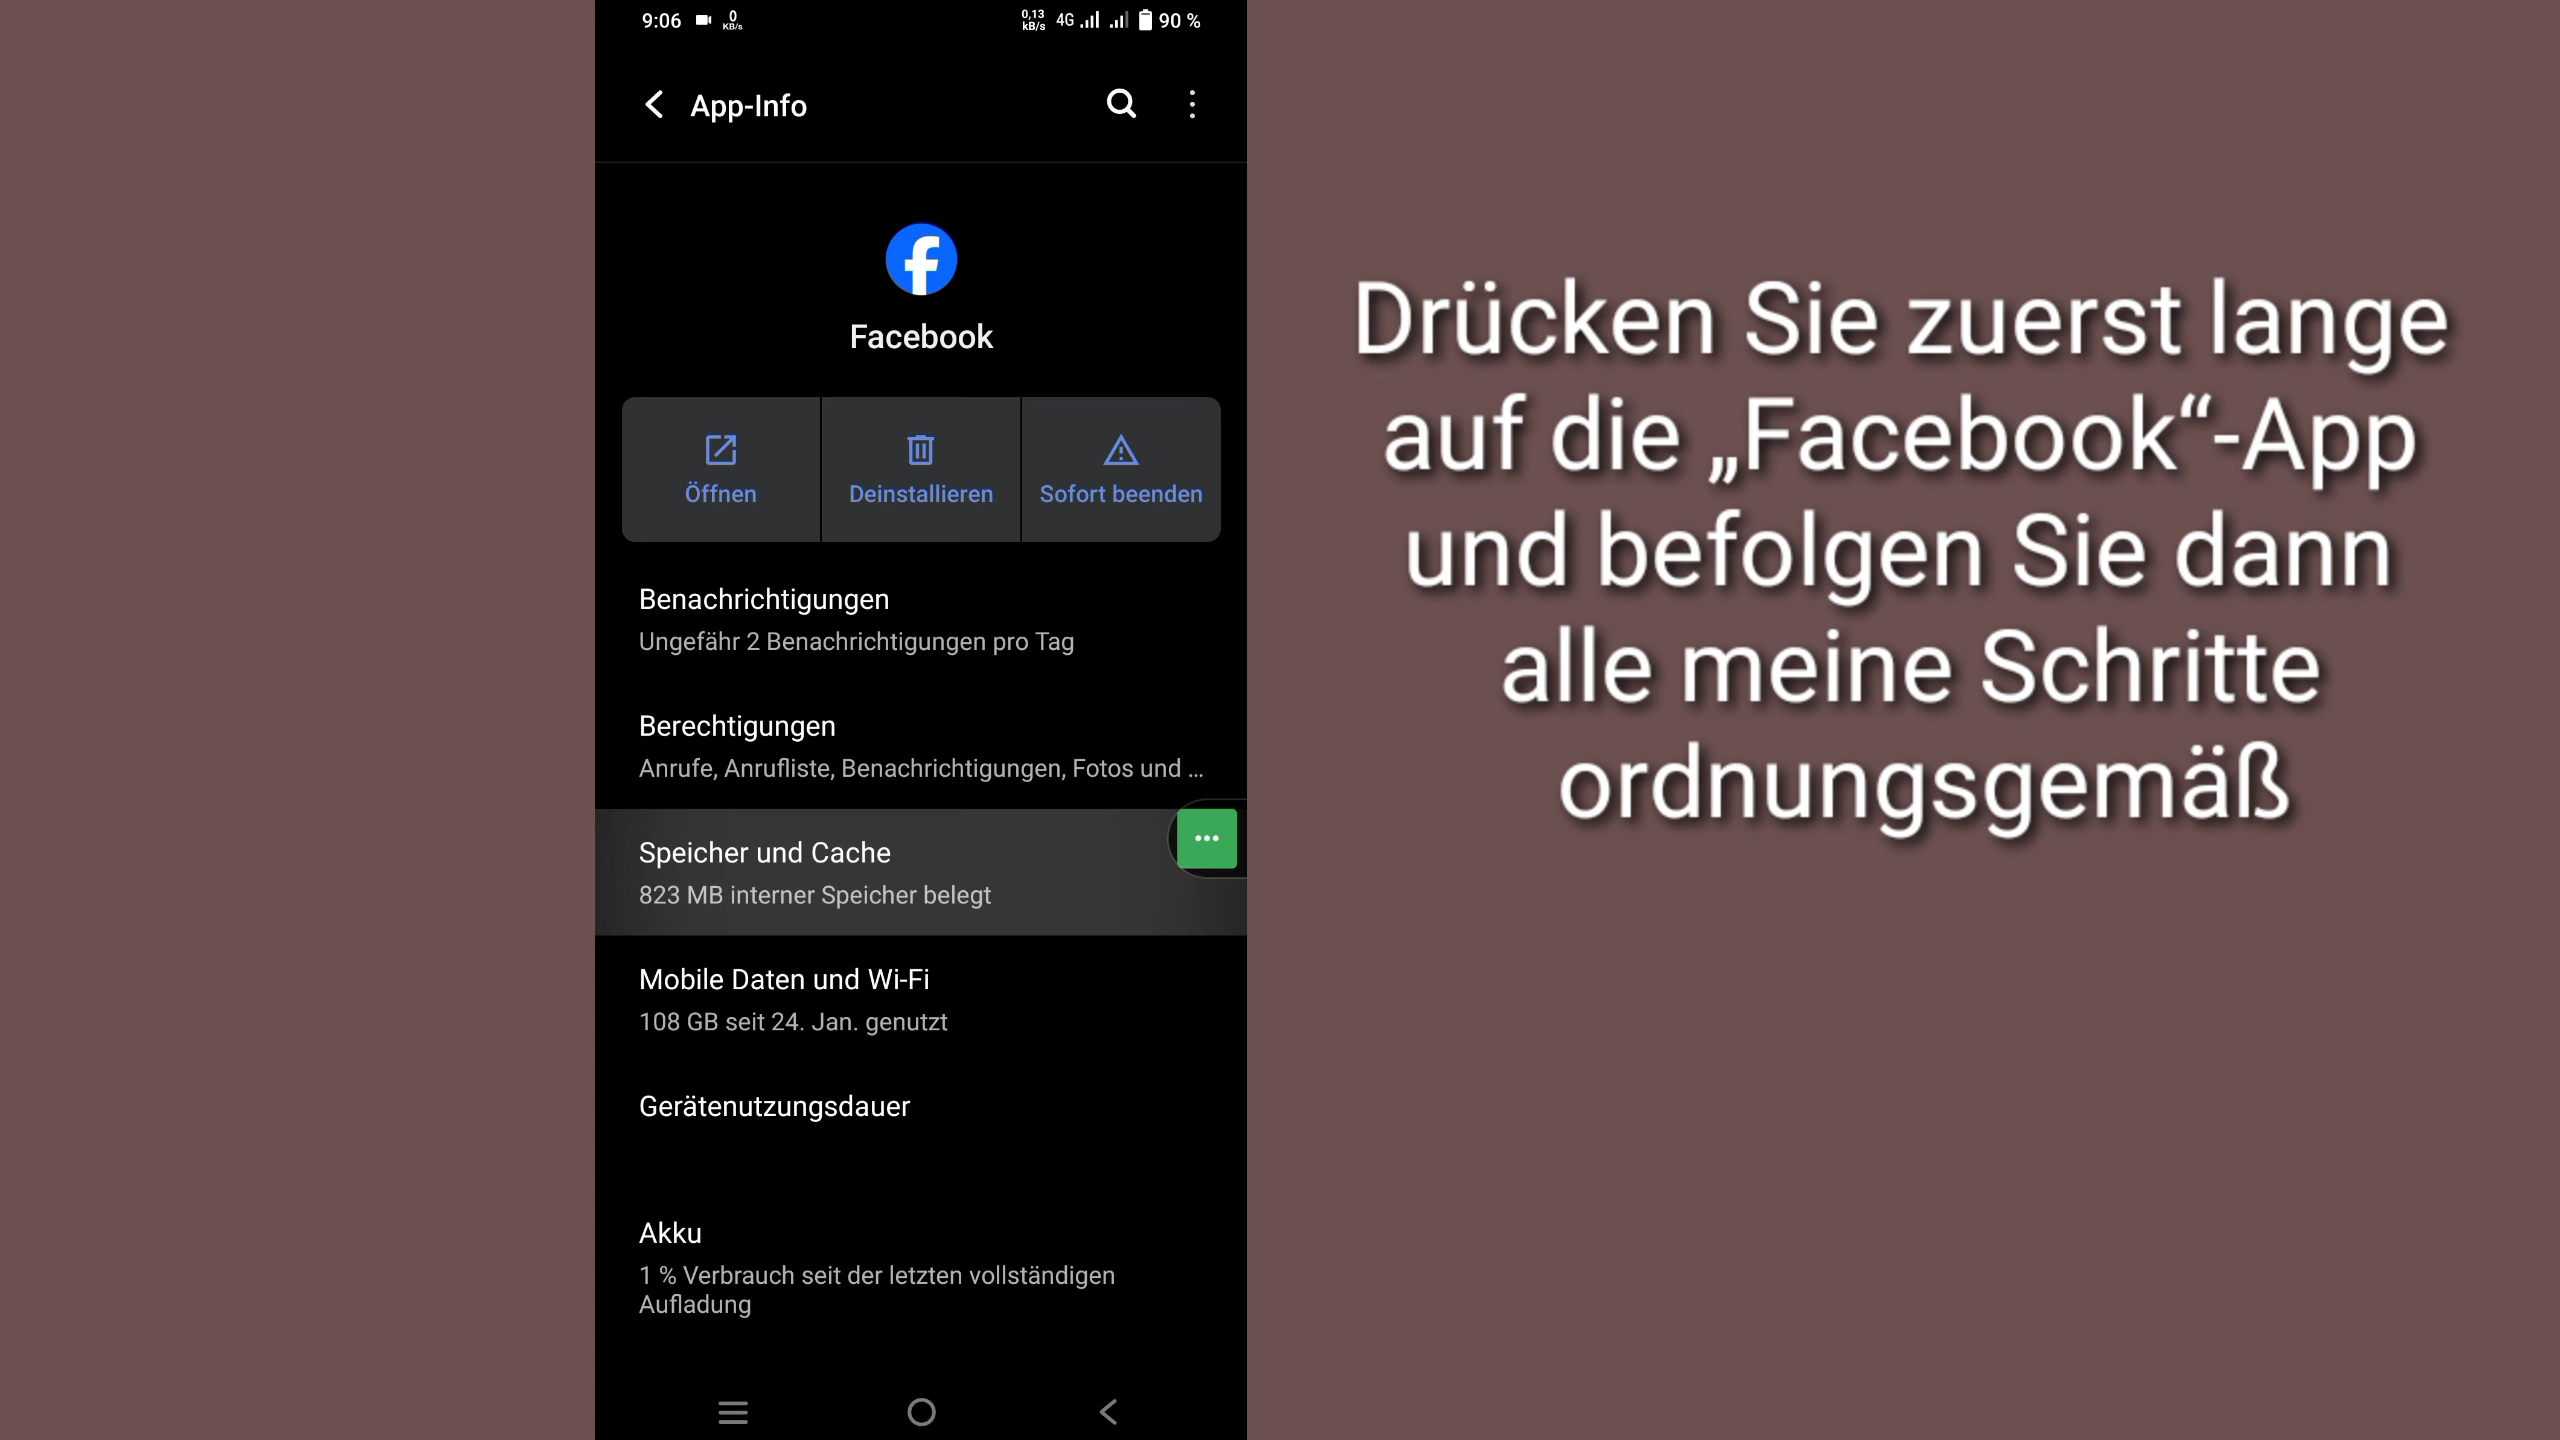 9:06
0
KB/s
0,13
kB/s
4G
90 %
App-Info
Facebook
Öffnen
Deinstallieren
Sofort beenden
Benachrichtigungen
Ungefähr 2 Benachrichtigungen pro Tag
Berechtigungen
Anrufe, Anrufliste, Benachrichtigungen, Fotos und ...
Speicher und Cache
823 MB interner Speicher belegt
Mobile Daten und Wi-Fi
108 GB seit 24. Jan. genutzt
Gerätenutzungsdauer
Akku
1 % Verbrauch seit der letzten vollständigen
Aufladung
Drücken Sie zuerst lange
auf die „Facebook“-App
und befolgen Sie dann
alle meine Schritte
ordnungsgemäß